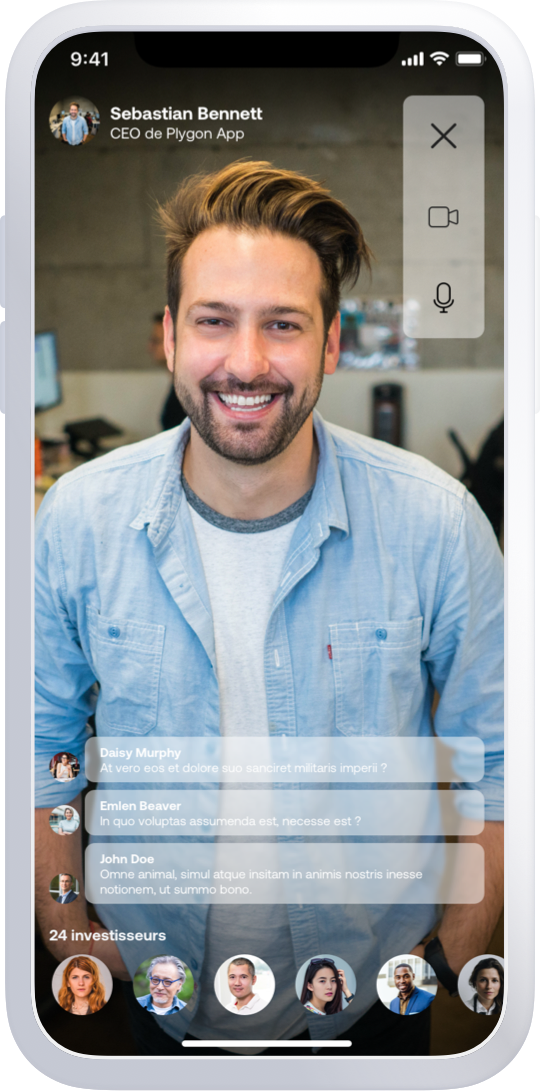 9:41
Sebastian Bennett
CEO de Plygon App
Daisy Murphy
At vero eos et dolore suo sanciret militaris imperii ?
Emlen Beaver
In quo voluptas assumenda est, necesse est ?
John Doe
Omne animal, simul atque insitam in animis nostris inesse
notionem, ut summo bono.
24 investisseurs